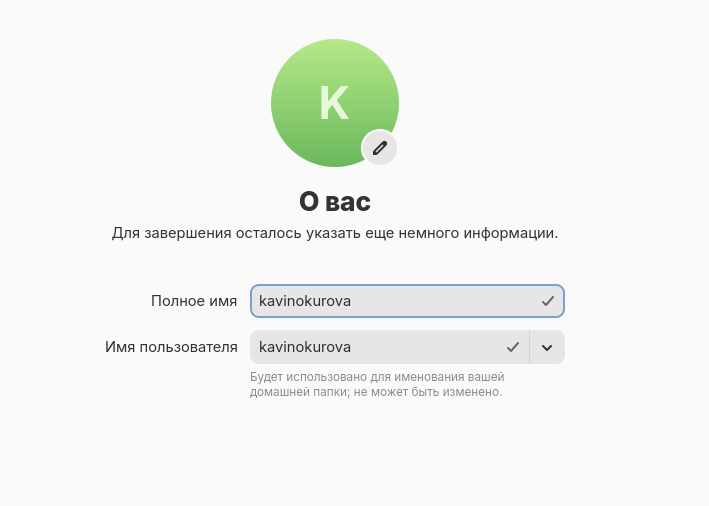 K
О вас
Для завершения осталось указать еще немного информации.
Полное имя kavinokurova
Имя пользователя kavinokurova
Будет использовано для именования вашей
домашней папки; не может быть изменено.